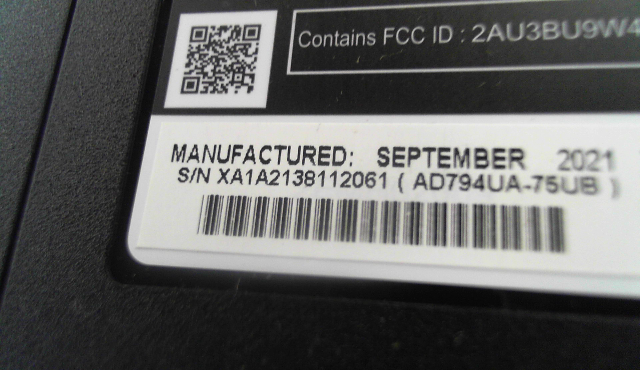 Contains FCC ID : 2AU3BU9W4
MANUFACTURED: SEPTEMBER 2021
S/N XA1A2138112061 ( AD794UA-75UB )